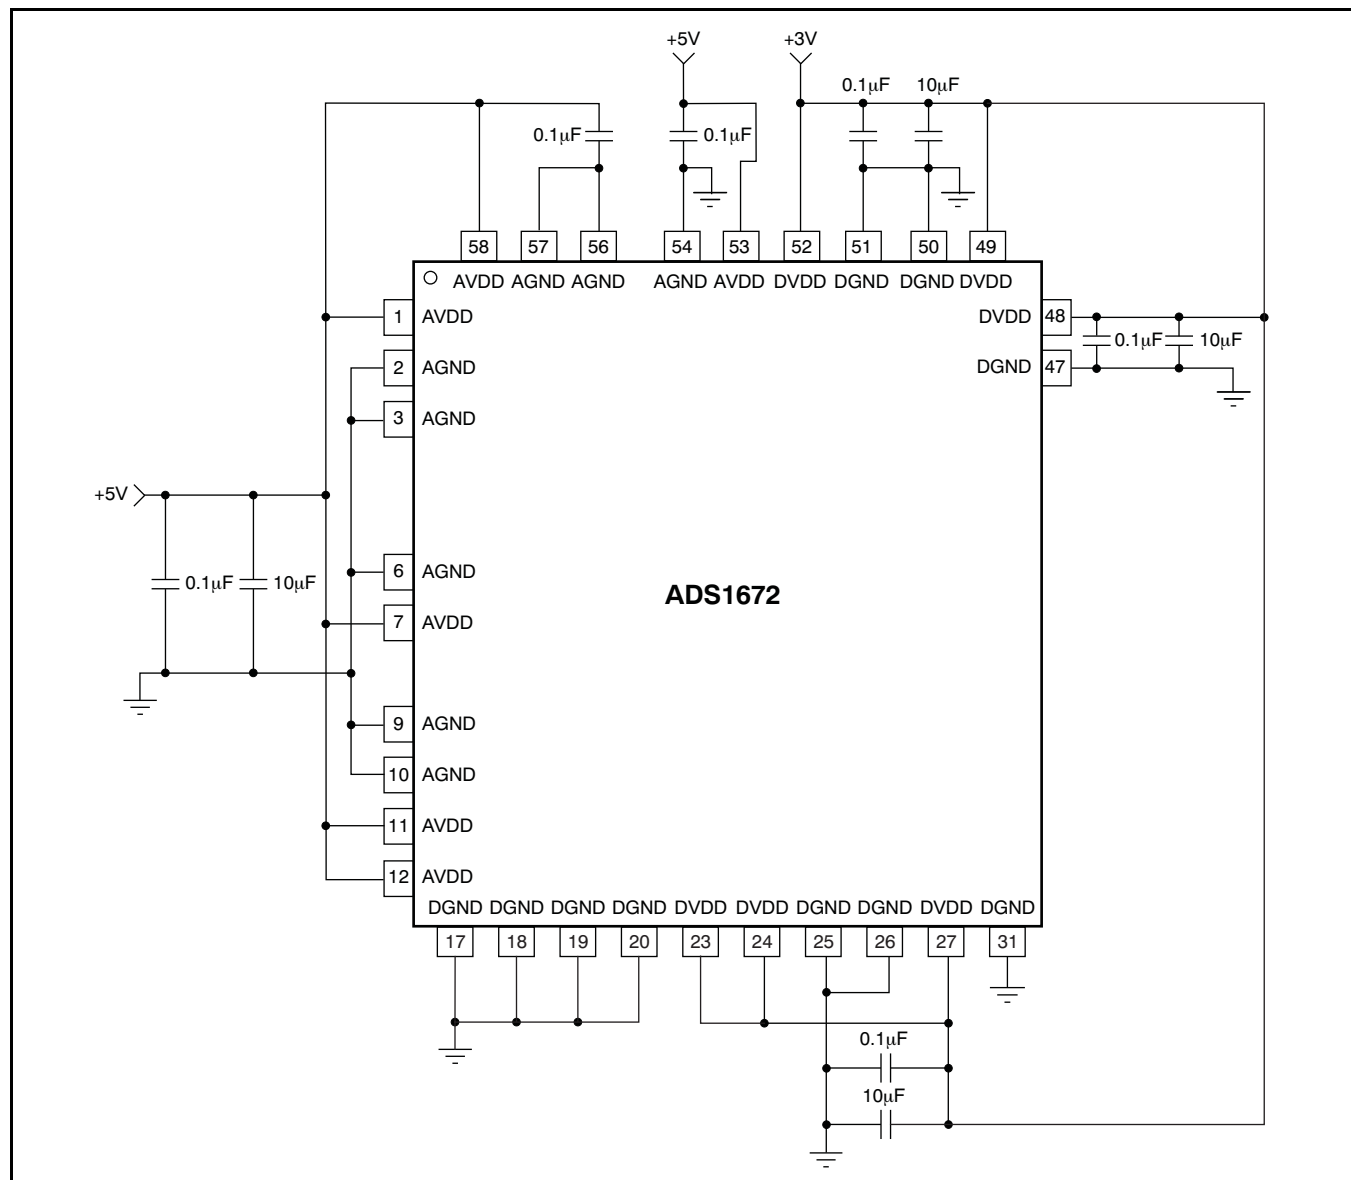 +5V +3V
0.1μF 10μF
0.1μF 0.1μF
58 57 56 54 53 52 51 50 49
AVDD AGND AGND AGND AVDD DVDD DGND DGND DVDD
1 AVDD DVDD 48
0.1μF 10μF
2 AGND DGND 47
3 AGND
+5V
6 AGND
0.1μF 10μF
ADS1672
7 AVDD
9 AGND
10 AGND
11 AVDD
12 AVDD
DGND DGND DGND DGND DVDD DVDD DGND DGND DVDD DGND
17 18 19 20 23 24 25 26 27 31
0.1μF
10μF